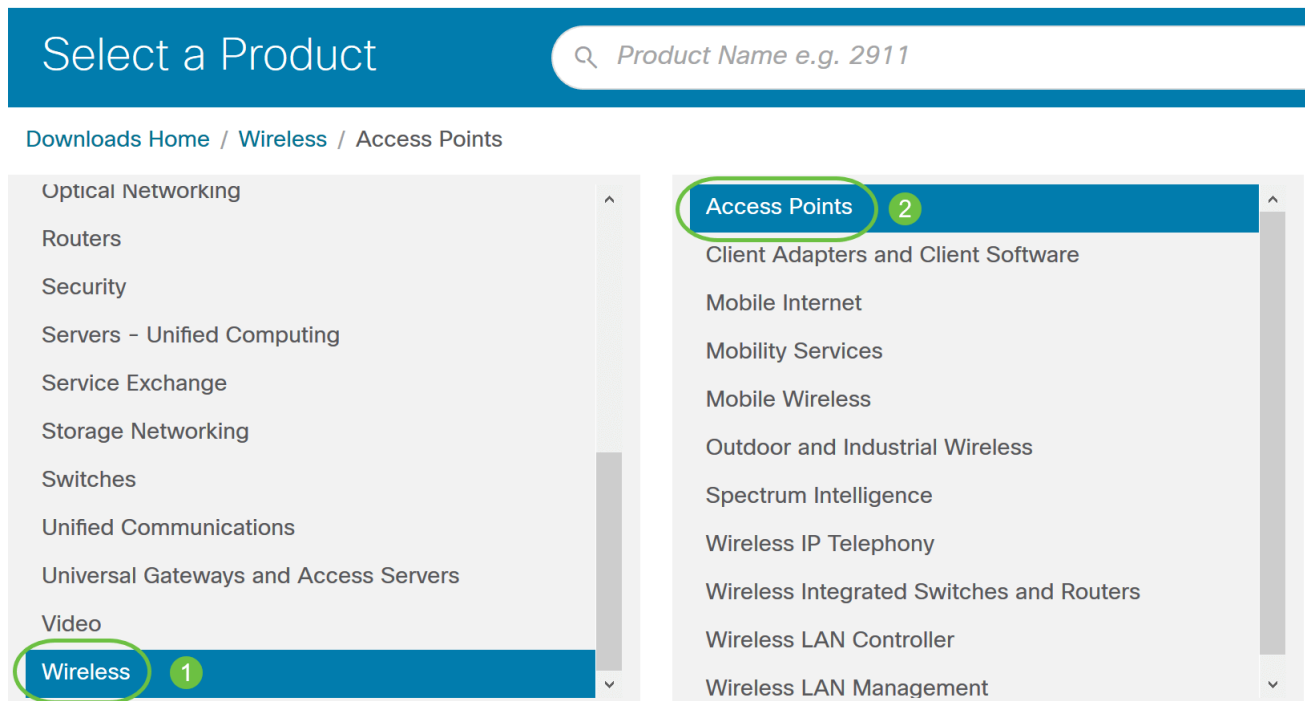 Select a Product
Product Name e.g. 2911
Downloads Home / Wireless / Access Points
Optical Networking
Routers
Security
Servers - Unified Computing
Service Exchange
Storage Networking
Switches
Unified Communications
Universal Gateways and Access Servers
Video
Wireless 1
Access Points 2
Client Adapters and Client Software
Mobile Internet
Mobility Services
Mobile Wireless
Outdoor and Industrial Wireless
Spectrum Intelligence
Wireless IP Telephony
Wireless Integrated Switches and Routers
Wireless LAN Controller
Wireless LAN Management